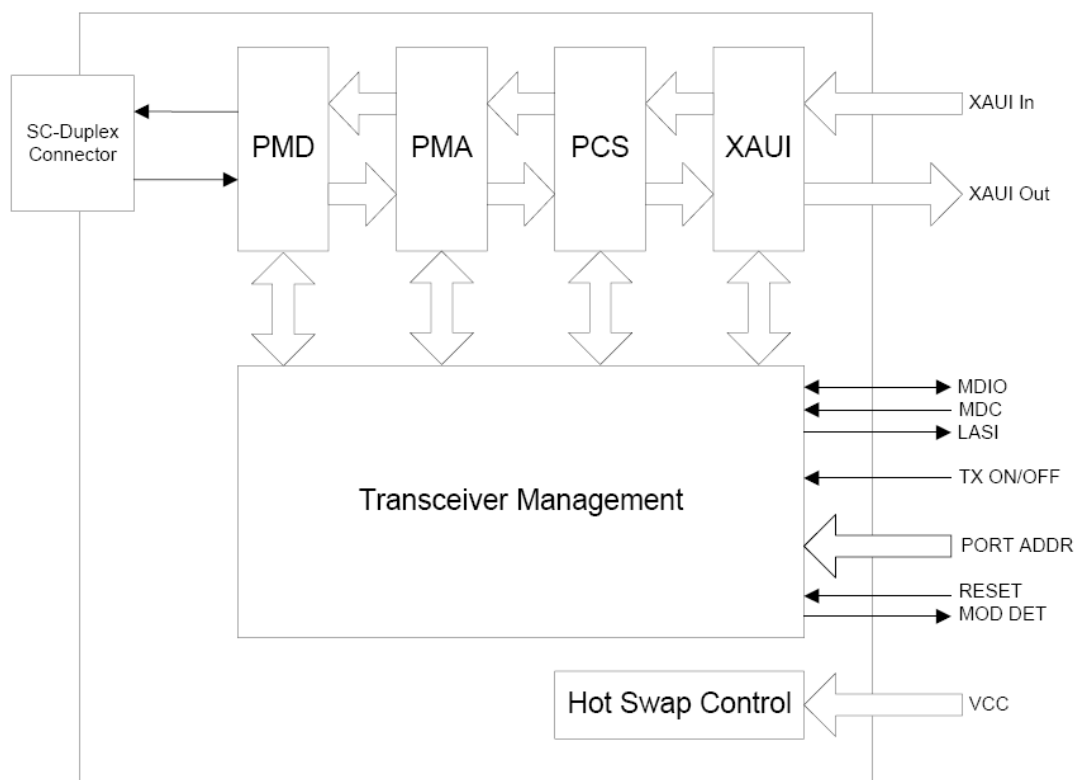 SC-Duplex
Connector
PMD
PMA
PCS
XAUI
XAUI In
XAUI Out
Transceiver Management
MDIO
MDC
LASI
TX ON/OFF
PORT ADDR
RESET
MOD DET
Hot Swap Control
VCC